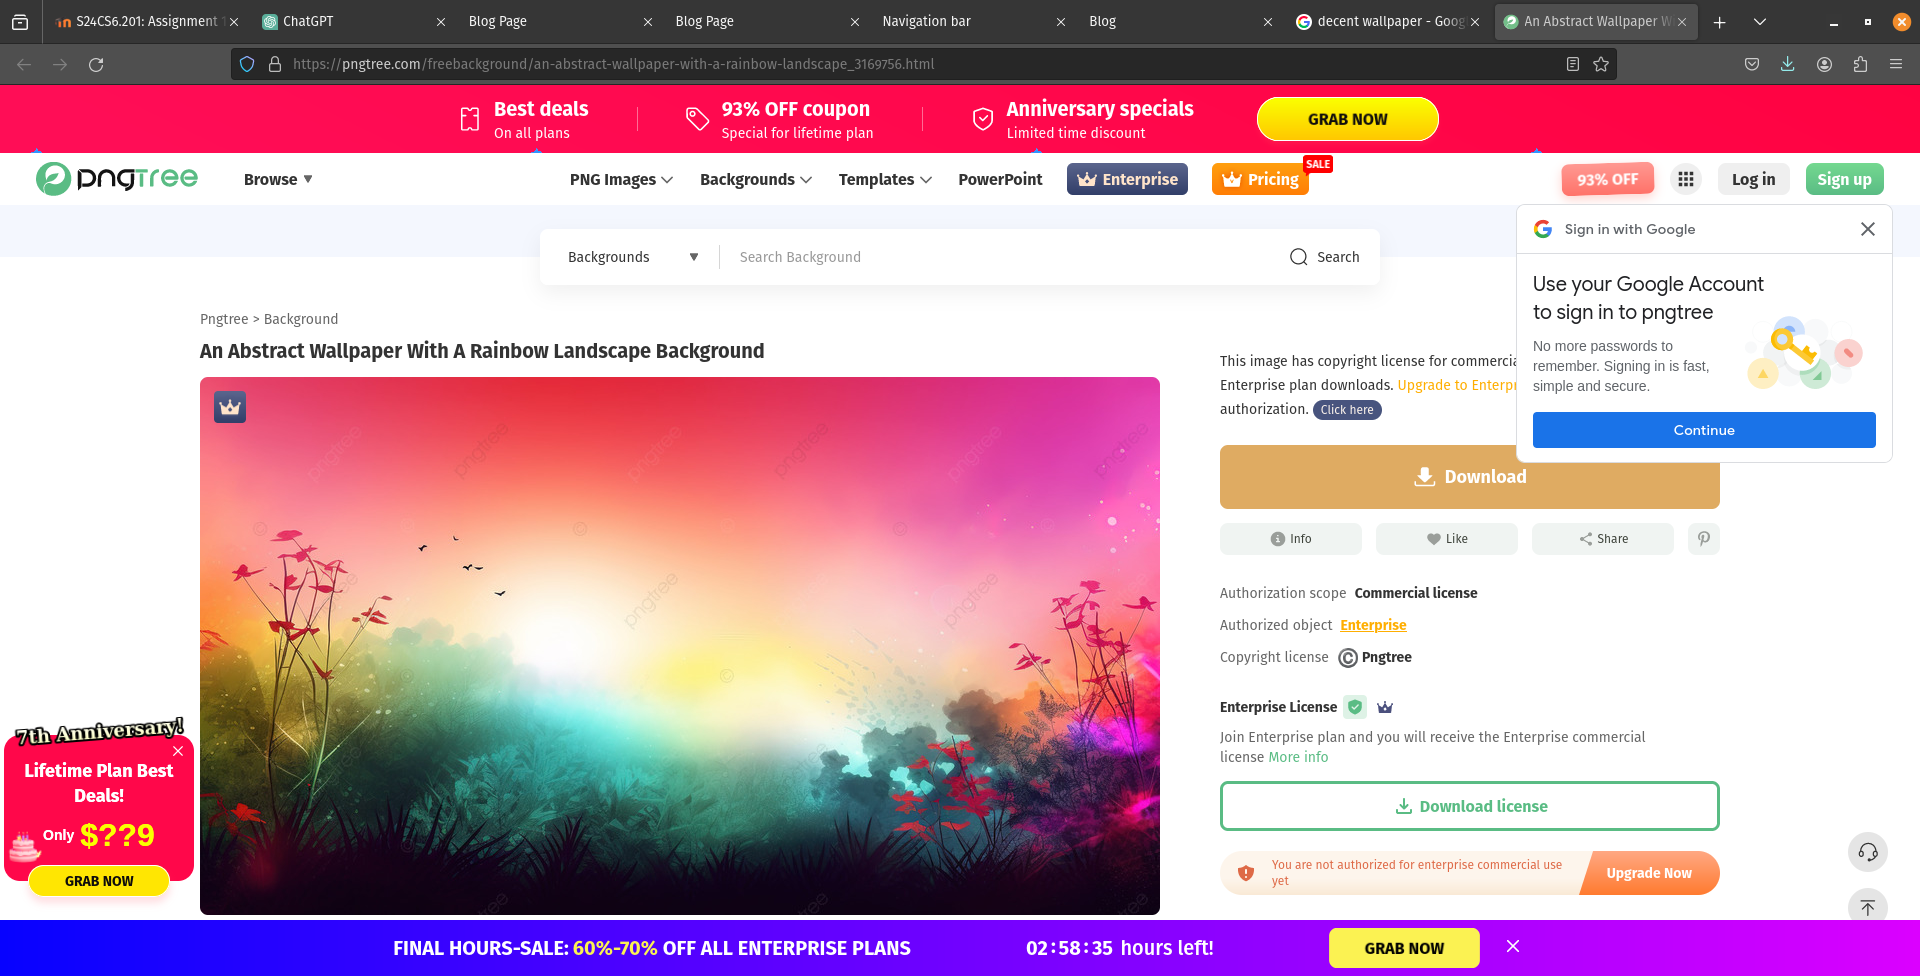 S24CS6.201: Assignment
ChatGPT
Blog Page
Blog Page
Navigation bar
Blog
decent wallpaper - Goog
An Abstract Wallpaper W
https://pngtree.com/freebackground/an-abstract-wallpaper-with-a-rainbow-landscape_3169756.html
Best deals
On all plans
93% OFF coupon
Special for lifetime plan
Anniversary specials
Limited time discount
GRAB NOW
pngtree
Browse
PNG Images
Backgrounds
Templates
PowerPoint
Enterprise
Pricing
SALE
93% OFF
Log in
Sign up
Backgrounds
Search Background
Search
Sign in with Google
Use your Google Account
to sign in to pngtree
No more passwords to
remember. Signing in is fast,
simple and secure.
Continue
Pngtree > Background
An Abstract Wallpaper With A Rainbow Landscape Background
pngtree
pngtree
pngtree
pngtree
pngtree
pngtree
pngtree
This image has copyright license for commercia
Enterprise plan downloads. Upgrade to Enterpr
authorization. Click here
Download
Info
Like
Share
Authorization scope Commercial license
Authorized object Enterprise
Copyright license © Pngtree
Enterprise License
Join Enterprise plan and you will receive the Enterprise commercial
license More info
Download license
You are not authorized for enterprise commercial use
yet
Upgrade Now
7th Anniversary!
Lifetime Plan Best
Deals!
Only $??9
GRAB NOW
FINAL HOURS-SALE: 60%-70% OFF ALL ENTERPRISE PLANS
02:58:35 hours left!
GRAB NOW